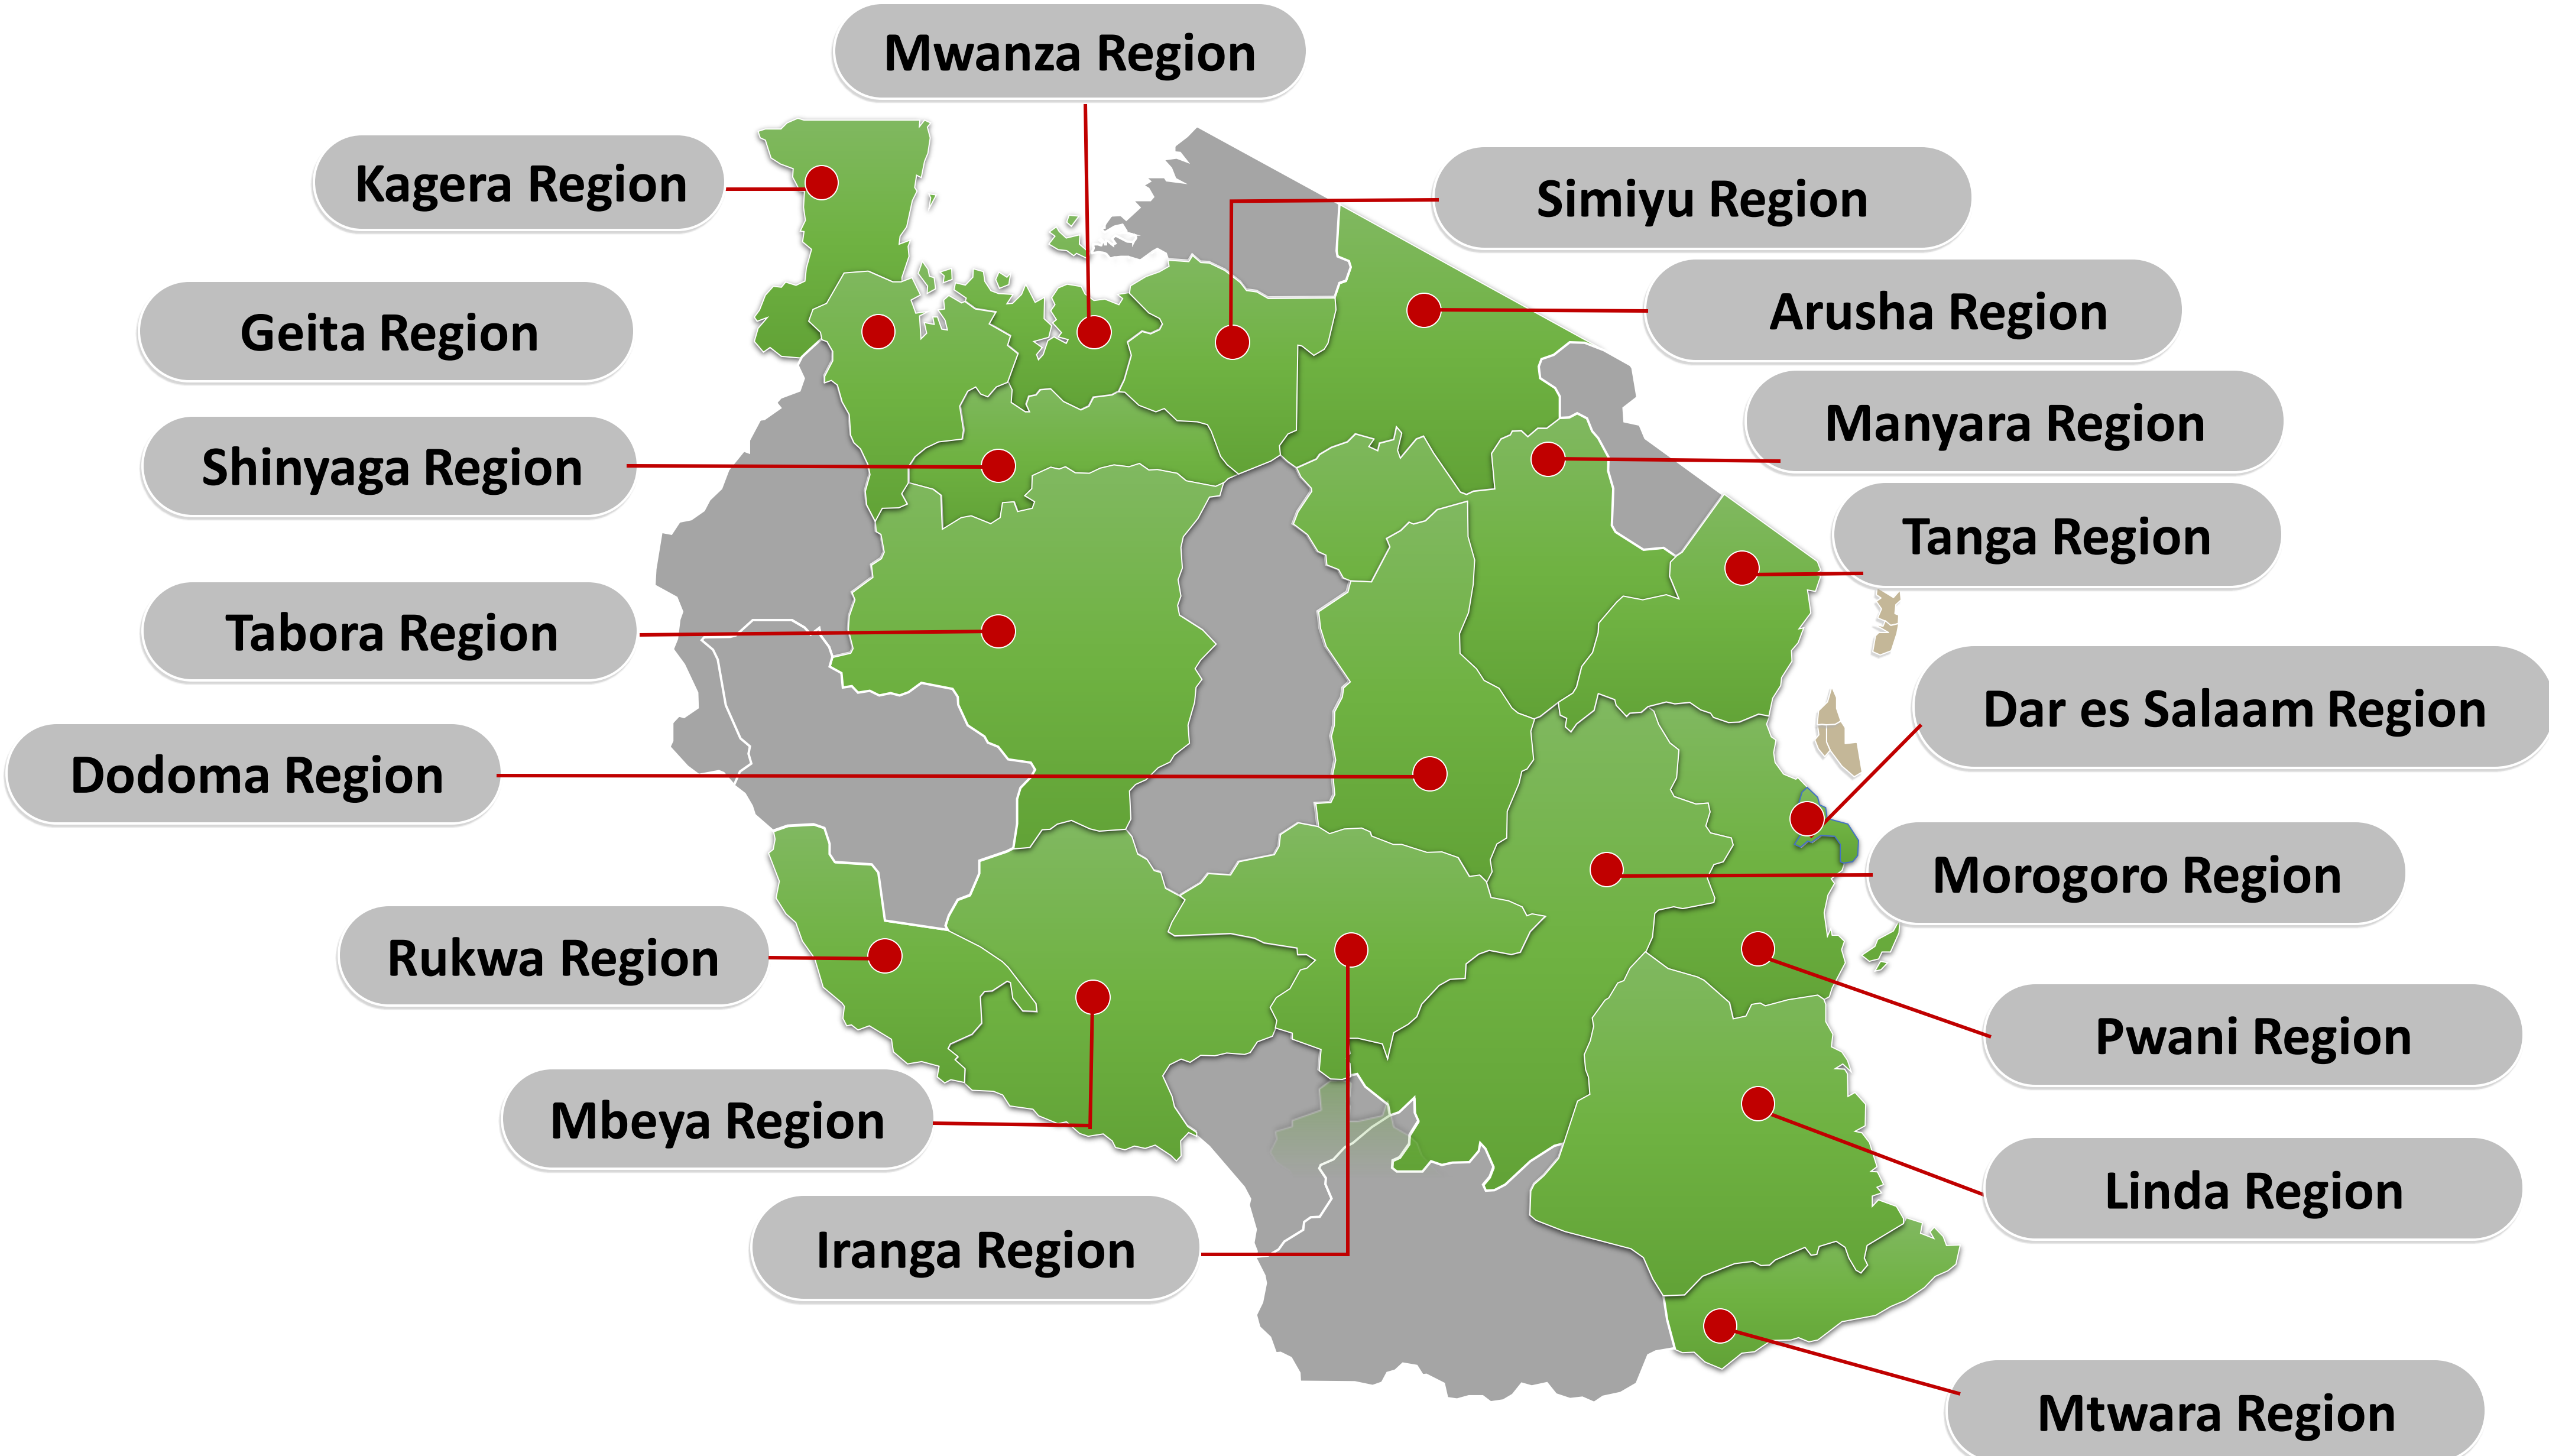 Mwanza Region
Kagera Region
Simiyu Region
Geita Region
Arusha Region
Manyara Region
Shinyaga Region
Tanga Region
Tabora Region
Dar es Salaam Region
Dodoma Region
Morogoro Region
Rukwa Region
Pwani Region
Mbeya Region
Linda Region
Iranga Region
Mtwara Region